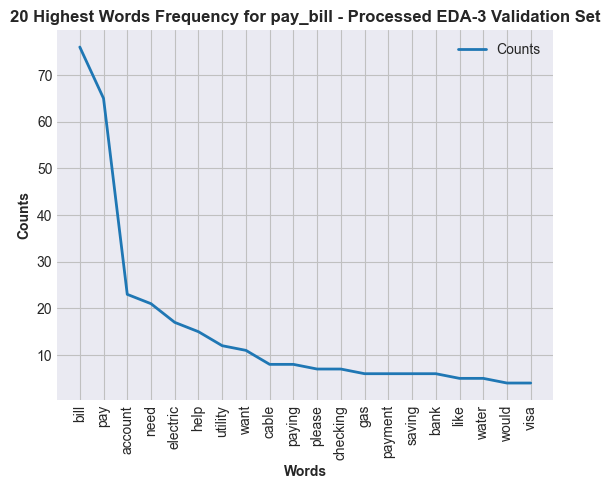 20 Highest Words Frequency for pay_bill - Processed EDA-3 Validation Set
Counts
70
60
50
40
30
20
10
Counts
bill
pay
account
need
electric
help
utility
want
cable
paying
please
checking
gas
payment
saving
bank
like
water
would
visa
Words